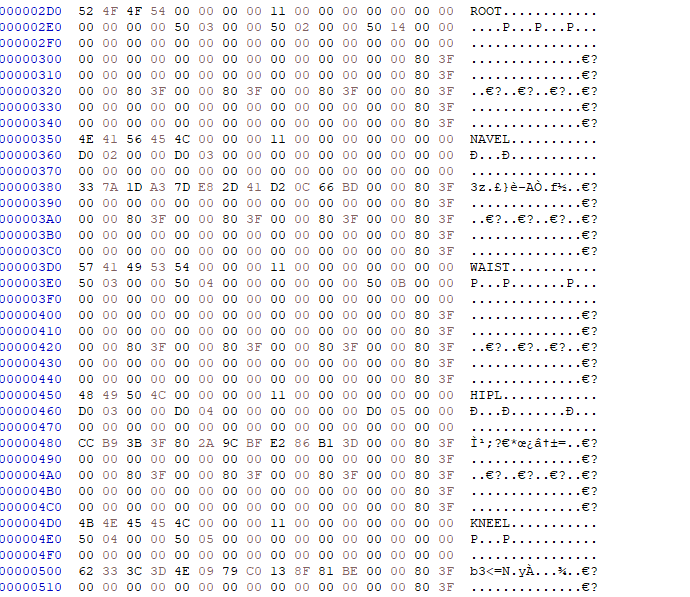 000002D0 52 4F 4F 54 00 00 00 00 11 00 00 00 00 00 00 00 ROOT............
000002E0 00 00 00 00 50 03 00 00 50 02 00 00 50 14 00 00 ....P...P...P...
000002F0 00 00 00 00 00 00 00 00 00 00 00 00 00 00 00 00 ................
00000300 00 00 00 00 00 00 00 00 00 00 00 00 00 00 80 3F ..............€?
00000310 00 00 00 00 00 00 00 00 00 00 00 00 00 00 80 3F ..............€?
00000320 00 00 80 3F 00 00 80 3F 00 00 80 3F 00 00 80 3F ..€?..€?..€?..€?
00000330 00 00 00 00 00 00 00 00 00 00 00 00 00 00 80 3F ..............€?
00000340 00 00 00 00 00 00 00 00 00 00 00 00 00 00 80 3F ..............€?
00000350 4E 41 56 45 4C 00 00 00 11 00 00 00 00 00 00 00 NAVEL...........
00000360 D0 02 00 00 D0 03 00 00 00 00 00 00 00 00 00 00 Ð...Ð...........
00000370 00 00 00 00 00 00 00 00 00 00 00 00 00 00 00 00 ................
00000380 33 7A 1D A3 7D E8 2D 41 D2 0C 66 BD 00 00 80 3F 3z.£}è-AÒ.f½..€?
00000390 00 00 00 00 00 00 00 00 00 00 00 00 00 00 80 3F ..............€?
000003A0 00 00 80 3F 00 00 80 3F 00 00 80 3F 00 00 80 3F ..€?..€?..€?..€?
000003B0 00 00 00 00 00 00 00 00 00 00 00 00 00 00 80 3F ..............€?
000003C0 00 00 00 00 00 00 00 00 00 00 00 00 00 00 80 3F ..............€?
000003D0 57 41 49 53 54 00 00 00 11 00 00 00 00 00 00 00 WAIST...........
000003E0 50 03 00 00 50 04 00 00 00 00 00 00 50 0B 00 00 P...P.......P...
000003F0 00 00 00 00 00 00 00 00 00 00 00 00 00 00 00 00 ................
00000400 00 00 00 00 00 00 00 00 00 00 00 00 00 00 80 3F ..............€?
00000410 00 00 00 00 00 00 00 00 00 00 00 00 00 00 80 3F ..............€?
00000420 00 00 80 3F 00 00 80 3F 00 00 80 3F 00 00 80 3F ..€?..€?..€?..€?
00000430 00 00 00 00 00 00 00 00 00 00 00 00 00 00 80 3F ..............€?
00000440 00 00 00 00 00 00 00 00 00 00 00 00 00 00 80 3F ..............€?
00000450 48 49 50 4C 00 00 00 00 11 00 00 00 00 00 00 00 HIPL............
00000460 D0 03 00 00 D0 04 00 00 00 00 00 00 D0 05 00 00 Ð...Ð.......Ð...
00000470 00 00 00 00 00 00 00 00 00 00 00 00 00 00 00 00 ................
00000480 CC B9 3B 3F 80 2A 9C BF E2 86 B1 3D 00 00 80 3F Ì¹;?€*œ¿â†±=..€?
00000490 00 00 00 00 00 00 00 00 00 00 00 00 00 00 80 3F ..............€?
000004A0 00 00 80 3F 00 00 80 3F 00 00 80 3F 00 00 80 3F ..€?..€?..€?..€?
000004B0 00 00 00 00 00 00 00 00 00 00 00 00 00 00 80 3F ..............€?
000004C0 00 00 00 00 00 00 00 00 00 00 00 00 00 00 80 3F ..............€?
000004D0 4B 4E 45 45 4C 00 00 00 11 00 00 00 00 00 00 00 KNEEL...........
000004E0 50 04 00 00 50 05 00 00 00 00 00 00 00 00 00 00 P...P...........
000004F0 00 00 00 00 00 00 00 00 00 00 00 00 00 00 00 00 ................
00000500 62 33 3C 3D 4E 09 79 C0 13 8F 81 BE 00 00 80 3F b3<=N.yÀ...¾..€?
00000510 00 00 00 00 00 00 00 00 00 00 00 00 00 00 80 3F ..............€?